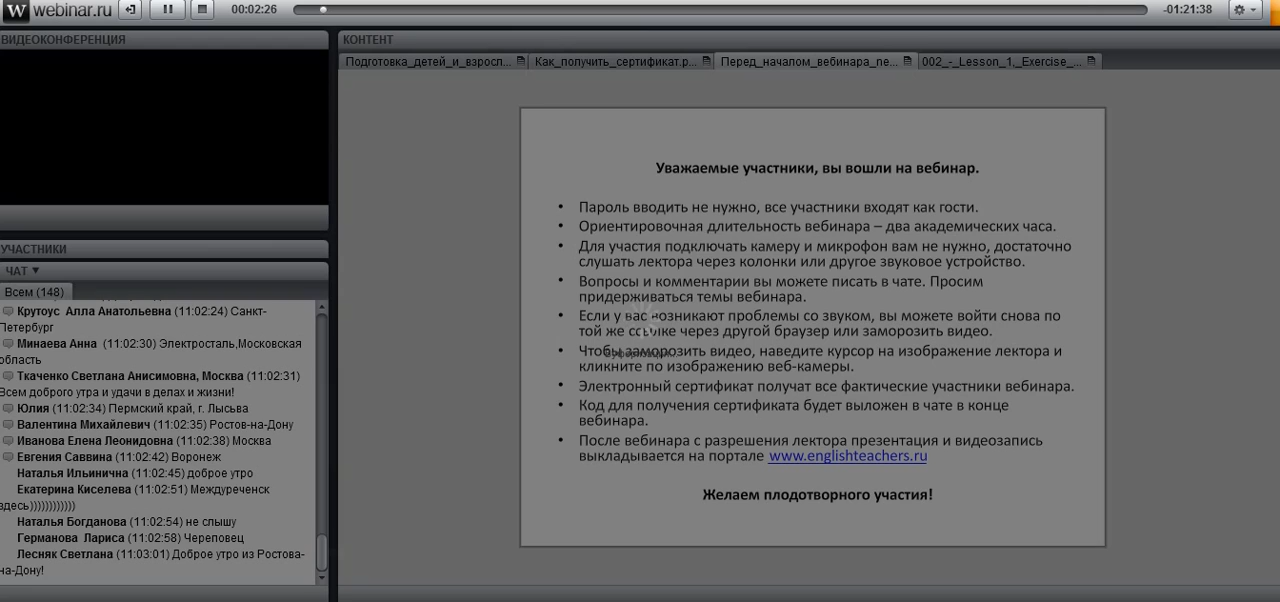 W webinar.ru
00:02:26
-01:21:38
ВИДЕОКОНФЕРЕНЦИЯ
УЧАСТНИКИ
ЧАТ
Всем (148)
Крутоус Алла Анатольевна (11:02:24) Санкт-
Петербург
Минаева Анна (11:02:30) Электросталь,Московская
область
Ткаченко Светлана Анисимовна, Москва (11:02:31)
Всем доброго утра и удачи в делах и жизни!
Юлия (11:02:34) Пермский край, г. Лысьва
Валентина Михайлевич (11:02:35) Ростов-на-Дону
Иванова Елена Леонидовна (11:02:38) Москва
Евгения Саввина (11:02:42) Воронеж
Наталья Ильинична (11:02:45) доброе утро
Екатерина Киселева (11:02:51) Междуреченск
здесь))))))))))))
Наталья Богданова (11:02:54) не слышу
Германова Лариса (11:02:58) Череповец
Лесняк Светлана (11:03:01) Доброе утро из Ростова-
на-Дону!
КОНТЕНТ
Подготовка_детей_и_взросл...
Как_получить_сертификат.p...
Перед_началом_вебинара_ne...
002_-_Lesson_1,_Exercise_...
Уважаемые участники, вы вошли на вебинар.
• Пароль вводить не нужно, все участники входят как гости.
• Ориентировочная длительность вебинара – два академических часа.
• Для участия подключать камеру и микрофон вам не нужно, достаточно
слушать лектора через колонки или другое звуковое устройство.
• Вопросы и комментарии вы можете писать в чате. Просим
придерживаться темы вебинара.
• Если у вас возникают проблемы со звуком, вы можете войти снова по
той же ссылке через другой браузер или заморозить видео.
• Чтобы заморозить видео, наведите курсор на изображение лектора и
кликните по изображению веб-камеры.
• Электронный сертификат получат все фактические участники вебинара.
• Код для получения сертификата будет выложен в чате в конце
вебинара.
• После вебинара с разрешения лектора презентация и видеозапись
выкладывается на портале www.englishteachers.ru
Желаем плодотворного участия!